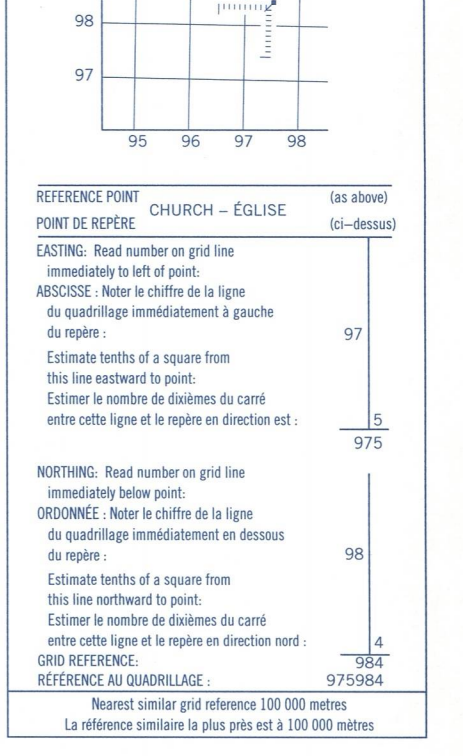 98
97
95 96 97 98
REFERENCE POINT
CHURCH – ÉGLISE
(as above)
POINT DE REPÈRE
(ci–dessus)
EASTING: Read number on grid line
immediately to left of point:
ABSCISSE : Noter le chiffre de la ligne
du quadrillage immédiatement à gauche
du repère : 97
Estimate tenths of a square from
this line eastward to point:
Estimer le nombre de dixièmes du carré
entre cette ligne et le repère en direction est : 5
975
NORTHING: Read number on grid line
immediately below point:
ORDONNÉE : Noter le chiffre de la ligne
du quadrillage immédiatement en dessous
du repère : 98
Estimate tenths of a square from
this line northward to point:
Estimer le nombre de dixièmes du carré
entre cette ligne et le repère en direction nord : 4
GRID REFERENCE: 984
RÉFÉRENCE AU QUADRILLAGE : 975984
Nearest similar grid reference 100 000 metres
La référence similaire la plus près est à 100 000 mètres